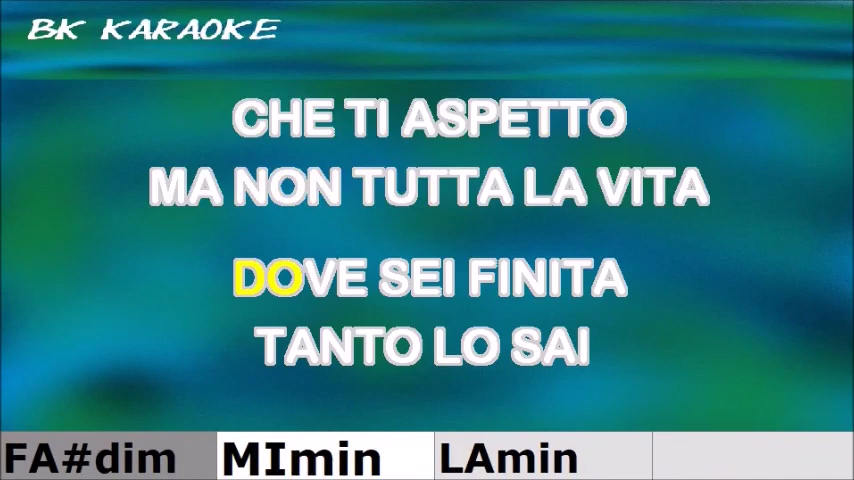 BK KARAOKE
CHE TI ASPETTO
MA NON TUTTA LA VITA
DOVE SEI FINITA
TANTO LO SAI
FA#dim MImin LAmin